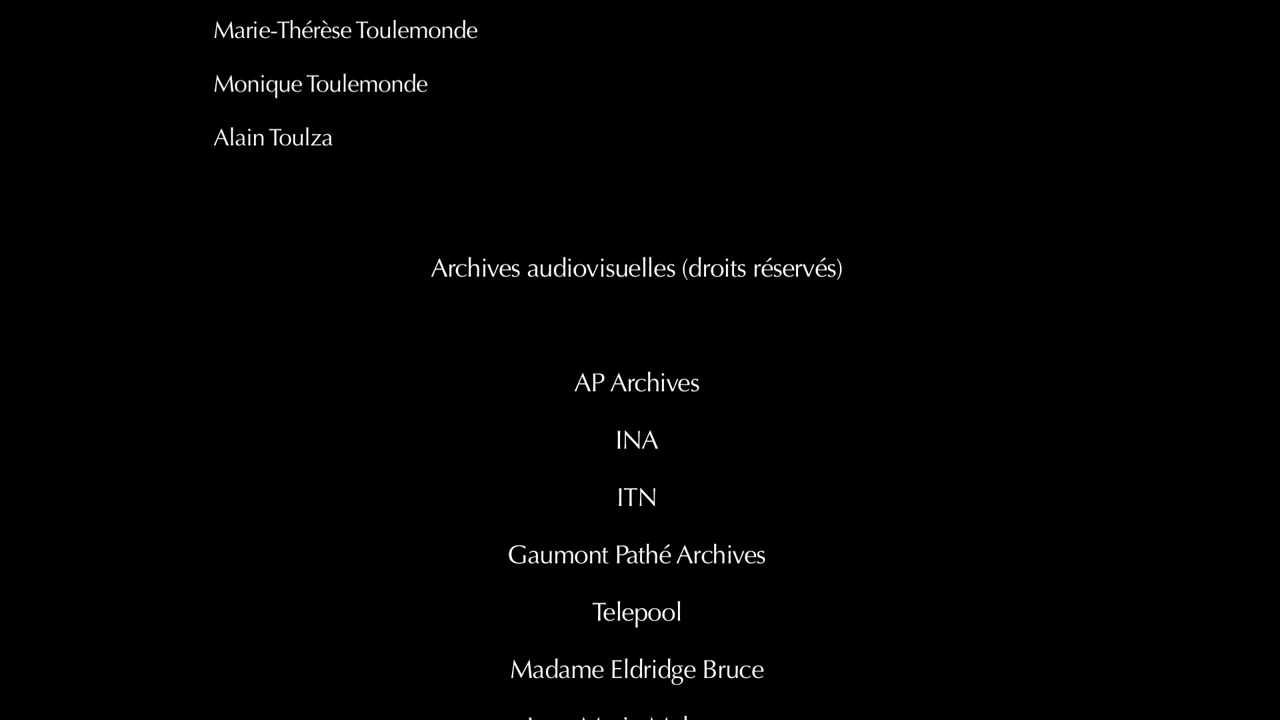 Marie-Thérèse Toulemonde
Monique Toulemonde
Alain Toulza
Archives audiovisuelles (droits réservés)
AP Archives
INA
ITN
Gaumont Pathé Archives
Telepool
Madame Eldridge Bruce